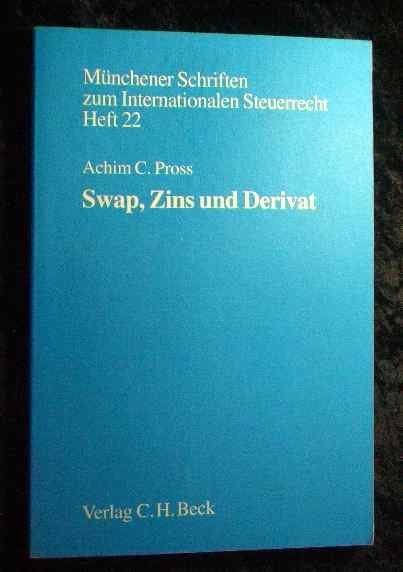 Münchener Schriften
zum Internationalen Steuerrecht
Heft 22
Achim C. Pross
Swap, Zins und Derivat
Verlag C. H. Beck